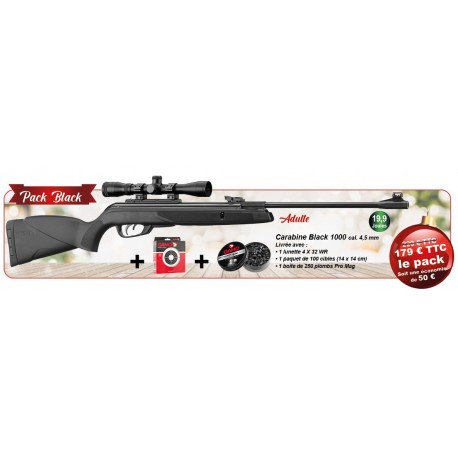 Pack Black
Adulte
19,9
Joules
Carabine Black 1000 cal. 4,5 mm
Livrée avec :
• 1 lunette 4 X 32 WR
• 1 paquet de 100 cibles (14 x 14 cm)
• 1 boîte de 250 plombs Pro Mag
+
+
179 € TTC
le pack
Soit une économie
de 50 €